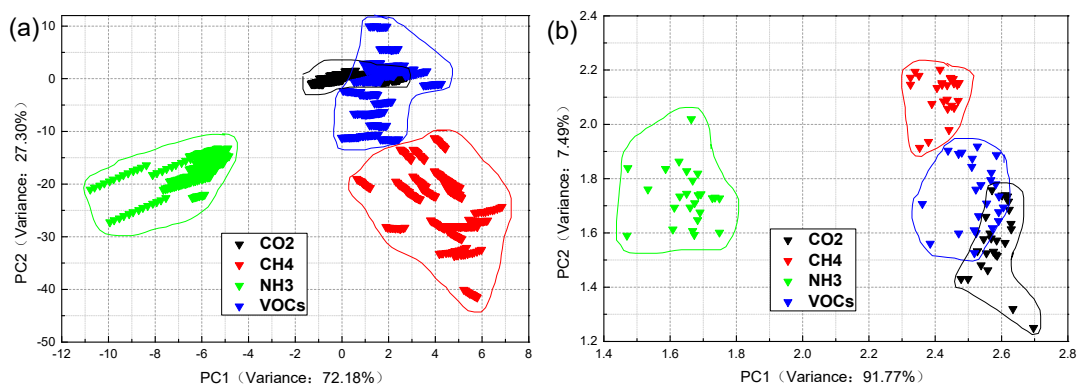 (a)
PC2 (Variance: 27.30%)
10
0
-10
-20
-30
-40
-50
CO2
CH4
NH3
VOCs
-12 -10 -8 -6 -4 -2 0 2 4 6 8
PC1 (Variance: 72.18%)
(b)
PC2 (Variance: 7.49%)
2.4
2.2
2.0
1.8
1.6
1.4
1.2
CO2
CH4
NH3
VOCs
1.4 1.6 1.8 2.0 2.2 2.4 2.6 2.8
PC1 (Variance: 91.77%)